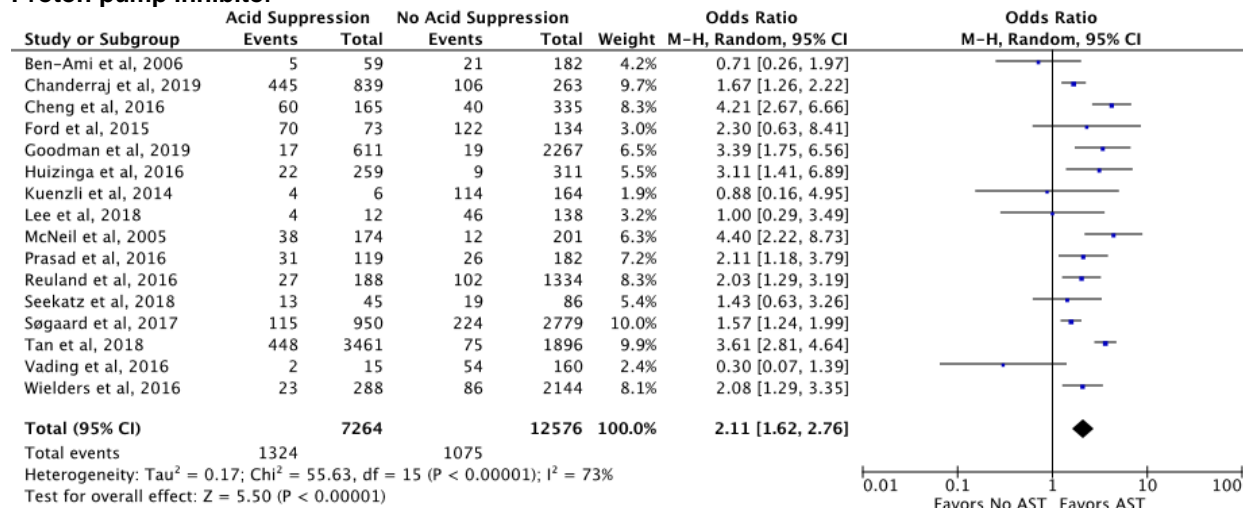 Proton pump inhibitor
Acid Suppression No Acid Suppression Odds Ratio Odds Ratio
Study or Subgroup Events Total Events Total Weight M-H, Random, 95% CI M-H, Random, 95% CI
Ben-Ami et al, 2006 5 59 21 182 4.2% 0.71 [0.26, 1.97]
Chanderraj et al, 2019 445 839 106 263 9.7% 1.67 [1.26, 2.22]
Cheng et al, 2016 60 165 40 335 8.3% 4.21 [2.67, 6.66]
Ford et al, 2015 70 73 122 134 3.0% 2.30 [0.63, 8.41]
Goodman et al, 2019 17 611 19 2267 6.5% 3.39 [1.75, 6.56]
Huizinga et al, 2016 22 259 9 311 5.5% 3.11 [1.41, 6.89]
Kuenzli et al, 2014 4 6 114 164 1.9% 0.88 [0.16, 4.95]
Lee et al, 2018 4 12 46 138 3.2% 1.00 [0.29, 3.49]
McNeil et al, 2005 38 174 12 201 6.3% 4.40 [2.22, 8.73]
Prasad et al, 2016 31 119 26 182 7.2% 2.11 [1.18, 3.79]
Reuland et al, 2016 27 188 102 1334 8.3% 2.03 [1.29, 3.19]
Seekatz et al, 2018 13 45 19 86 5.4% 1.43 [0.63, 3.26]
Søgaard et al, 2017 115 950 224 2779 10.0% 1.57 [1.24, 1.99]
Tan et al, 2018 448 3461 75 1896 9.9% 3.61 [2.81, 4.64]
Vading et al, 2016 2 15 54 160 2.4% 0.30 [0.07, 1.39]
Wielders et al, 2016 23 288 86 2144 8.1% 2.08 [1.29, 3.35]
Total (95% CI) 7264 12576 100.0% 2.11 [1.62, 2.76]
Total events 1324 1075
Heterogeneity: Tau² = 0.17; Chi² = 55.63, df = 15 (P < 0.00001); I² = 73%
Test for overall effect: Z = 5.50 (P < 0.00001)
0.01 0.1 1 10 100
Favors No AST Favors AST